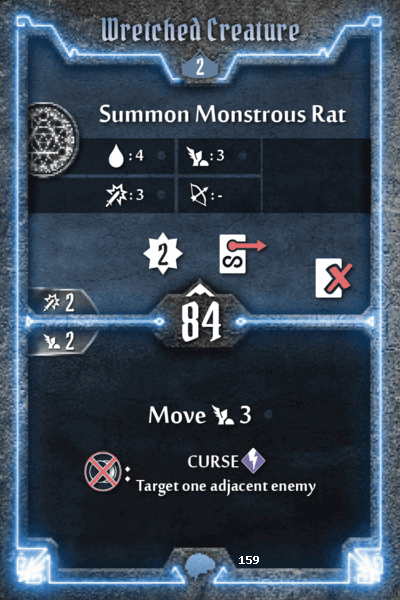 Wretched Creature
2
Summon Monstrous Rat
: 4 : 3
: 3 : -
2
2
84
2
Move 3
: CURSE
Target one adjacent enemy
159